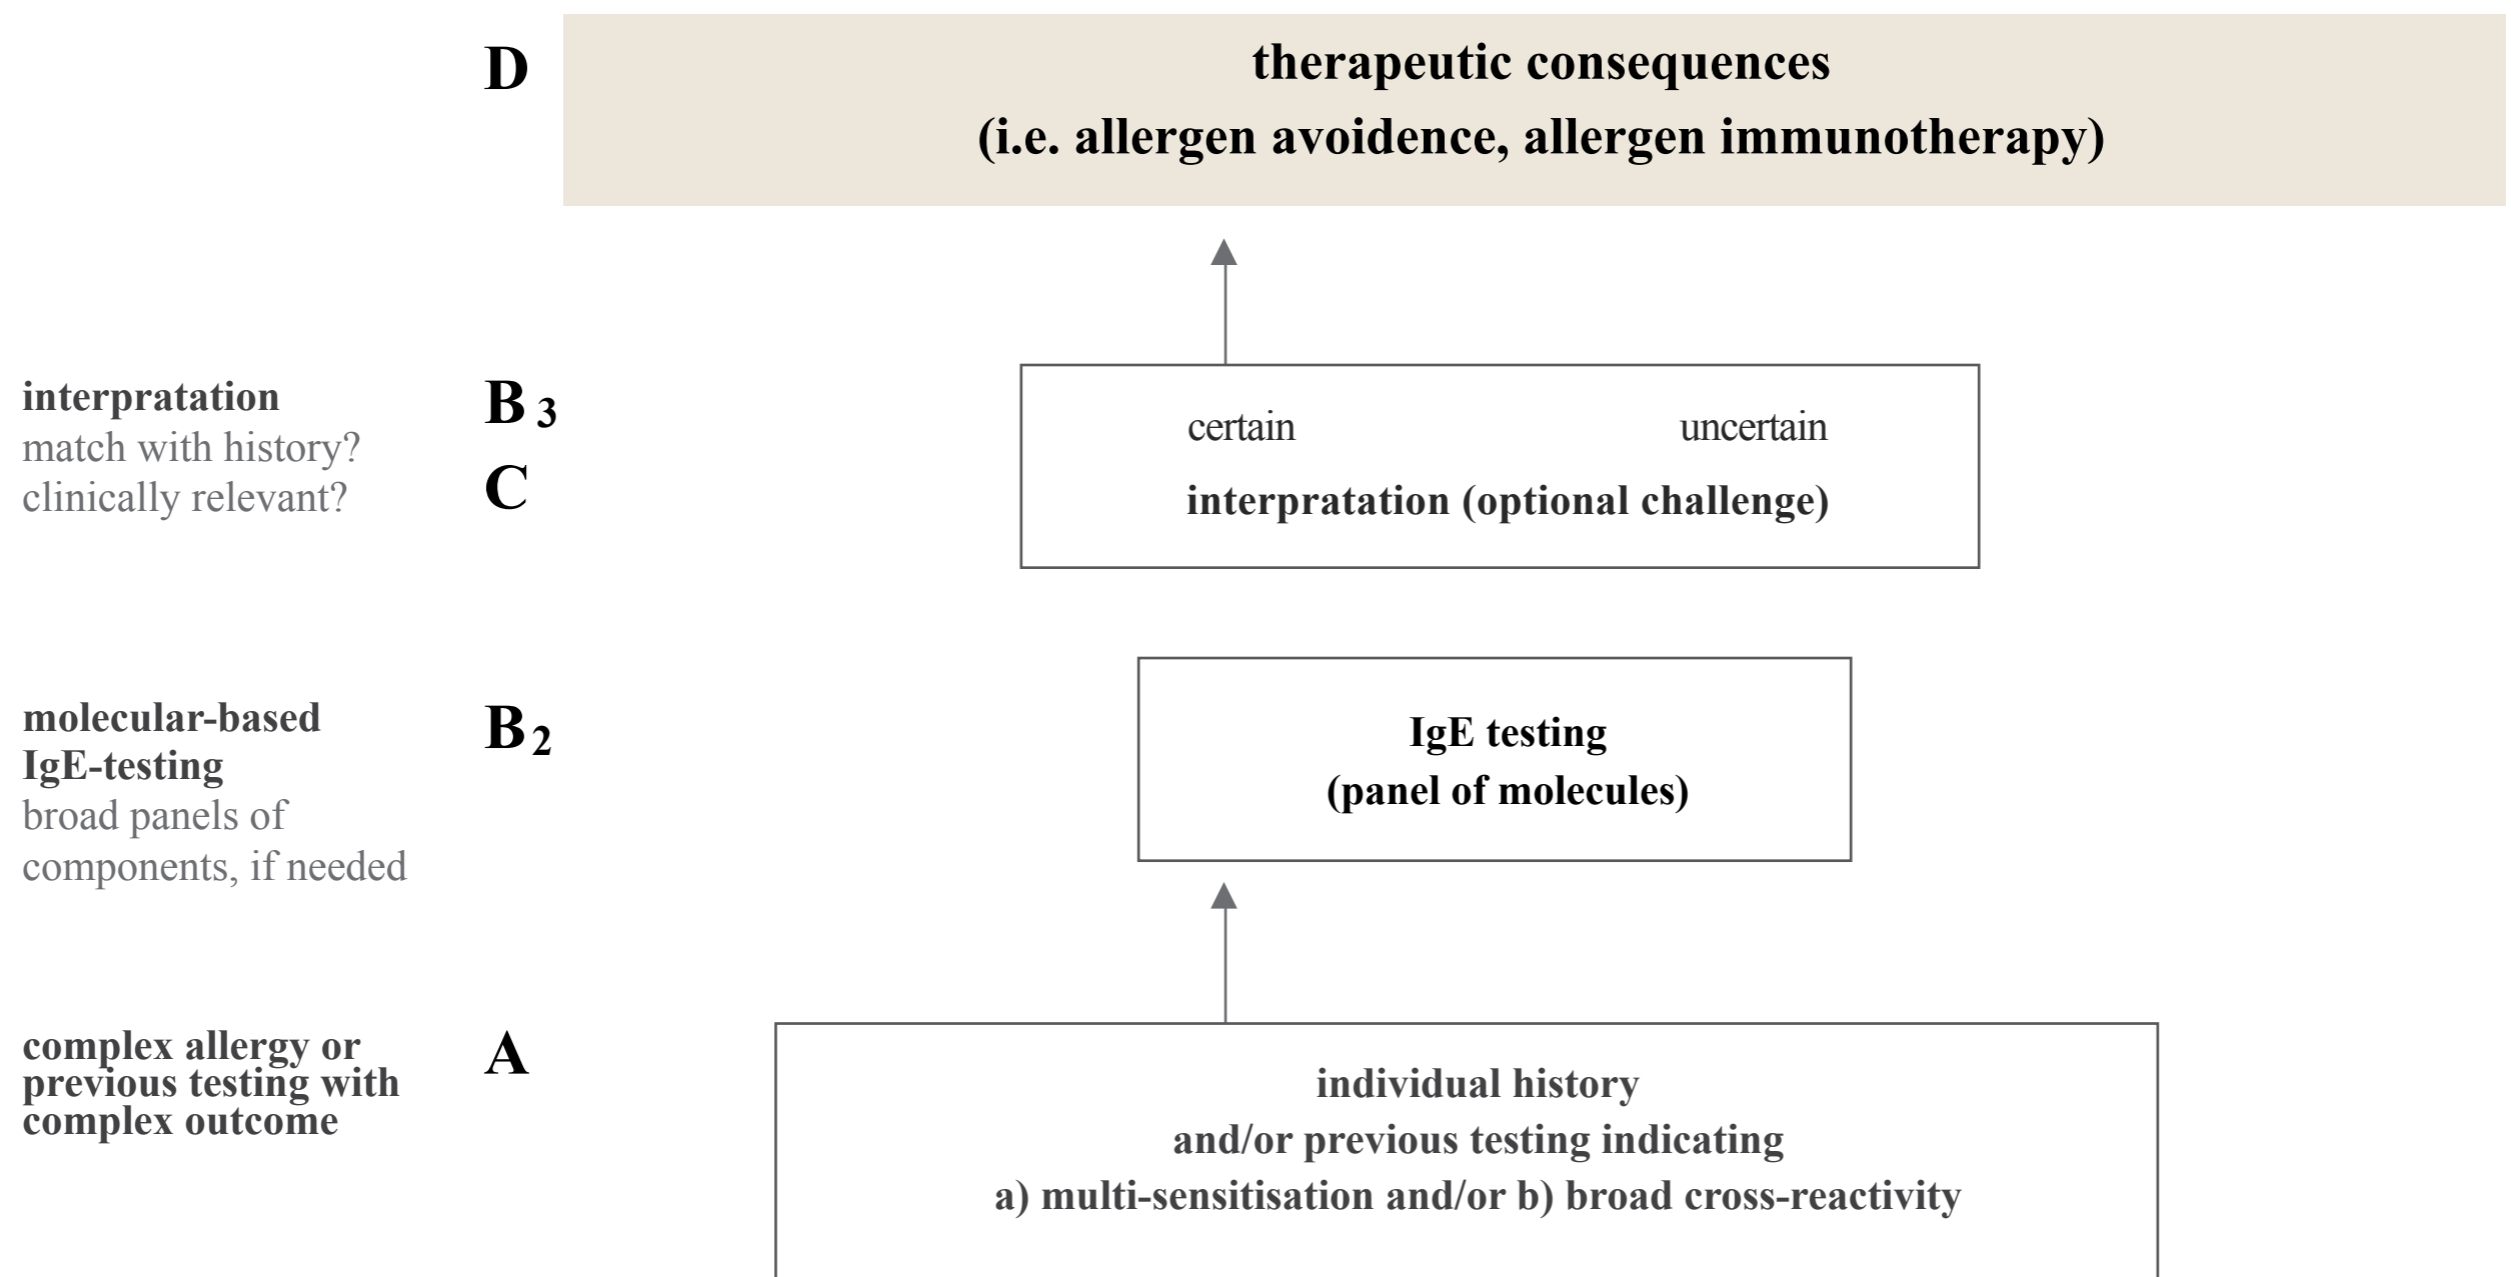 D
therapeutic consequences
(i.e. allergen avoidence, allergen immunotherapy)
interpratation
match with history?
clinically relevant?
B 3
C
certain uncertain
interpratation (optional challenge)
molecular-based
IgE-testing
broad panels of
components, if needed
B 2
IgE testing
(panel of molecules)
complex allergy or
previous testing with
complex outcome
A
individual history
and/or previous testing indicating
a) multi-sensitisation and/or b) broad cross-reactivity